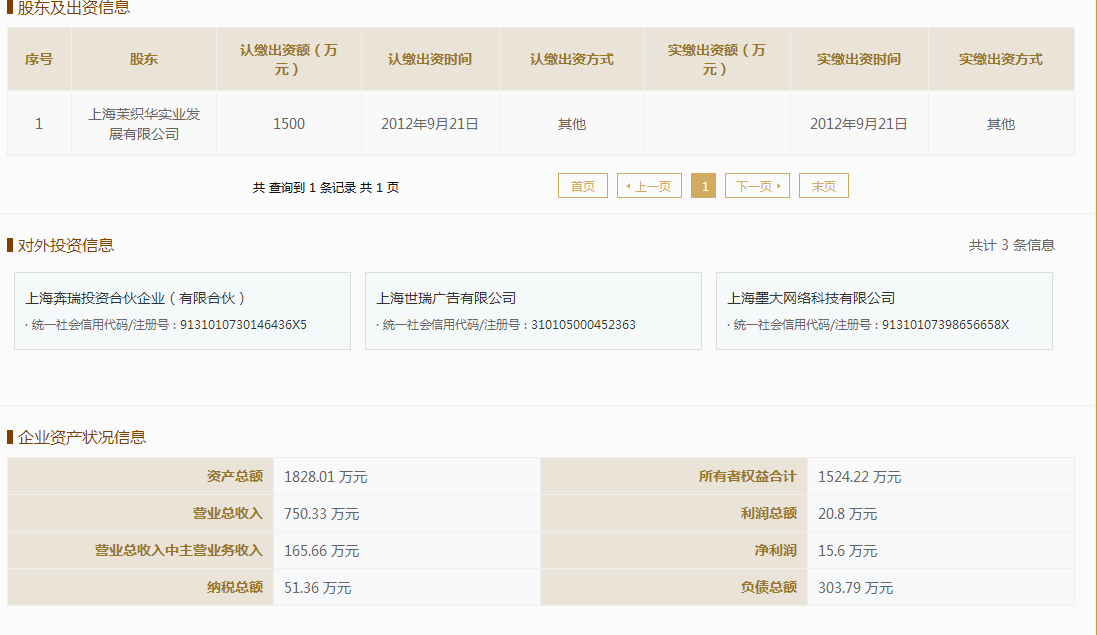 股东及出资信息
序号 股东 认缴出资额（万元） 认缴出资时间 认缴出资方式 实缴出资额（万元） 实缴出资时间 实缴出资方式
1 上海茉织华实业发展有限公司 1500 2012年9月21日 其他 2012年9月21日 其他
共 查询到 1 条记录 共 1 页 首页 上一页 1 下一页 末页
对外投资信息 共计 3 条信息
上海奔瑞投资合伙企业（有限合伙） 上海世瑞广告有限公司 上海墨大网络科技有限公司
· 统一社会信用代码/注册号：9131010730146436X5 · 统一社会信用代码/注册号：310105000452363 · 统一社会信用代码/注册号：91310107398656658X
企业资产状况信息
资产总额 1828.01 万元 所有者权益合计 1524.22 万元
营业总收入 750.33 万元 利润总额 20.8 万元
营业总收入中主营业务收入 165.66 万元 净利润 15.6 万元
纳税总额 51.36 万元 负债总额 303.79 万元